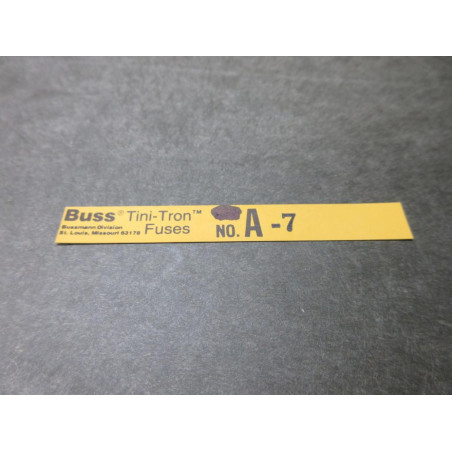 Buss® Tini-Tron™
Fuses
Bussmann Division
St. Louis, Missouri 63178
NO. A -7